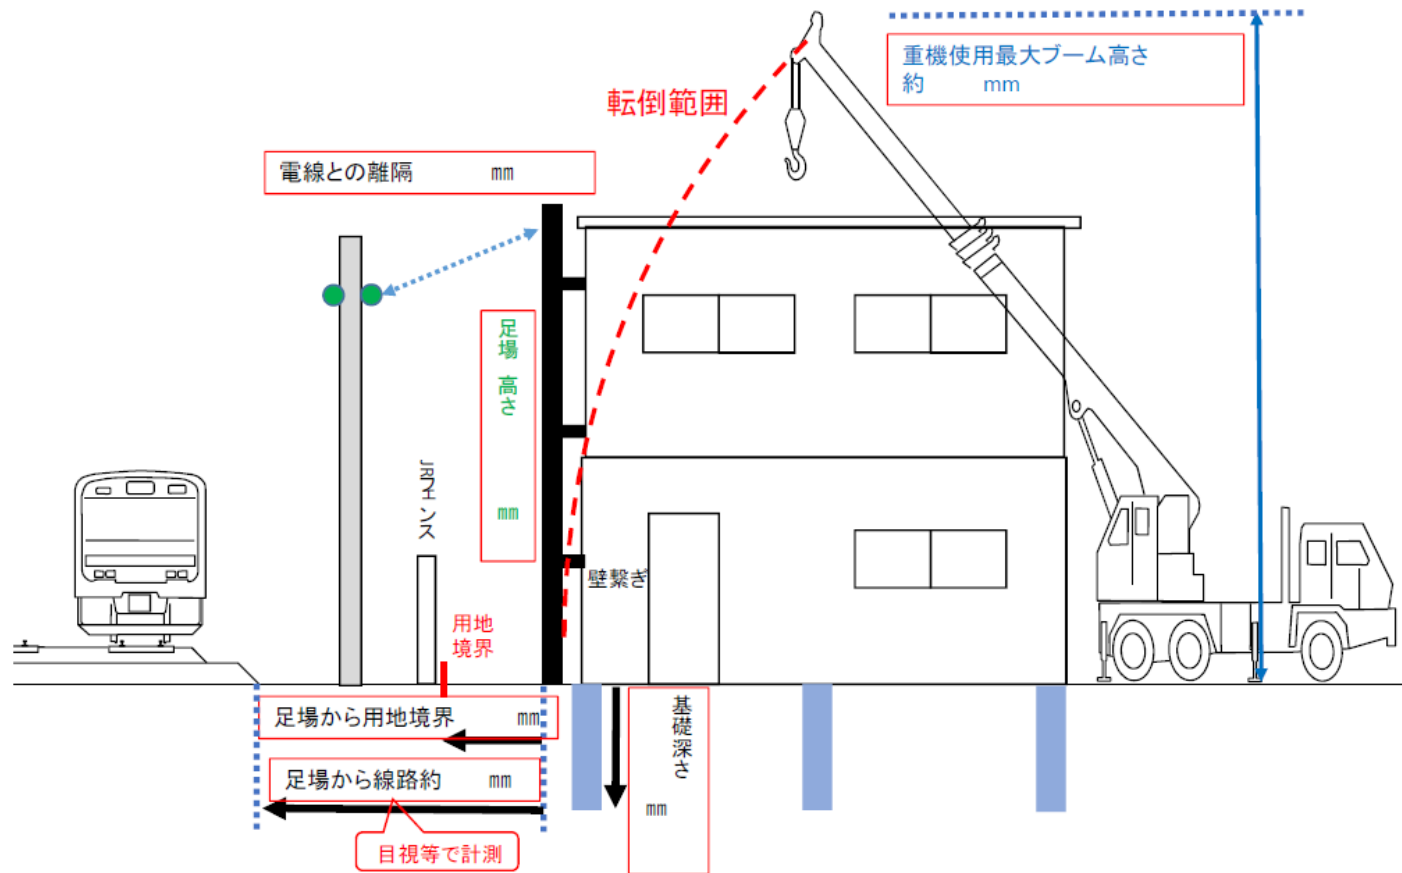 重機使用最大ブーム高さ
約 mm
転倒範囲
電線との離隔 mm
足場 高さ mm
JRフェンス
壁繋ぎ
用地
境界
足場から用地境界 mm
基礎深さ
mm
足場から線路約 mm
目視等で計測